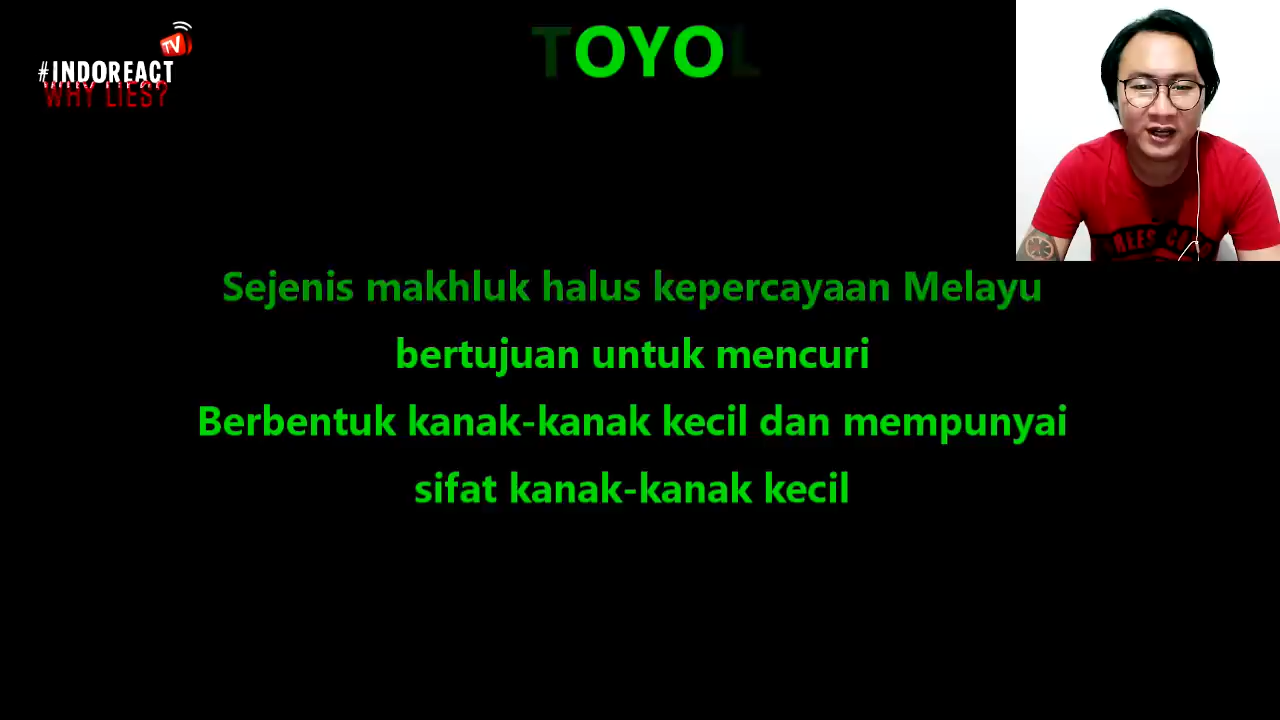 TOYOL
TV
#INDOREACT
WHY LIES?
Sejenis makhluk halus kepercayaan Melayu
bertujuan untuk mencuri
Berbentuk kanak-kanak kecil dan mempunyai
sifat kanak-kanak kecil